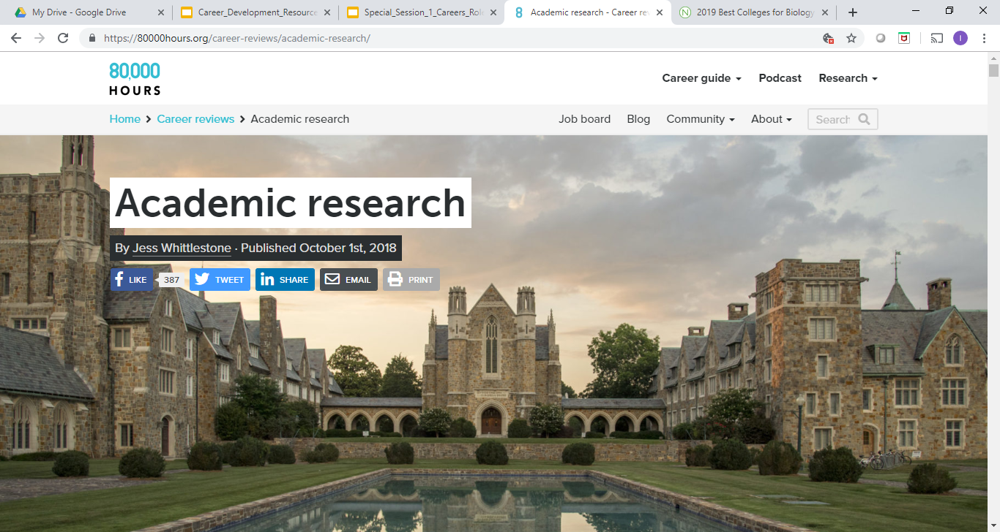 My Drive - Google Drive
Career_Development_Resource
Special_Session_1_Careers_Role
Academic research - Career rev
2019 Best Colleges for Biology
https://80000hours.org/career-reviews/academic-research/
I
80,000
HOURS
Career guide
Podcast
Research
Home
Career reviews
Academic research
Job board
Blog
Community
About
Search
Academic research
By Jess Whittlestone · Published October 1st, 2018
LIKE
387
TWEET
SHARE
EMAIL
PRINT